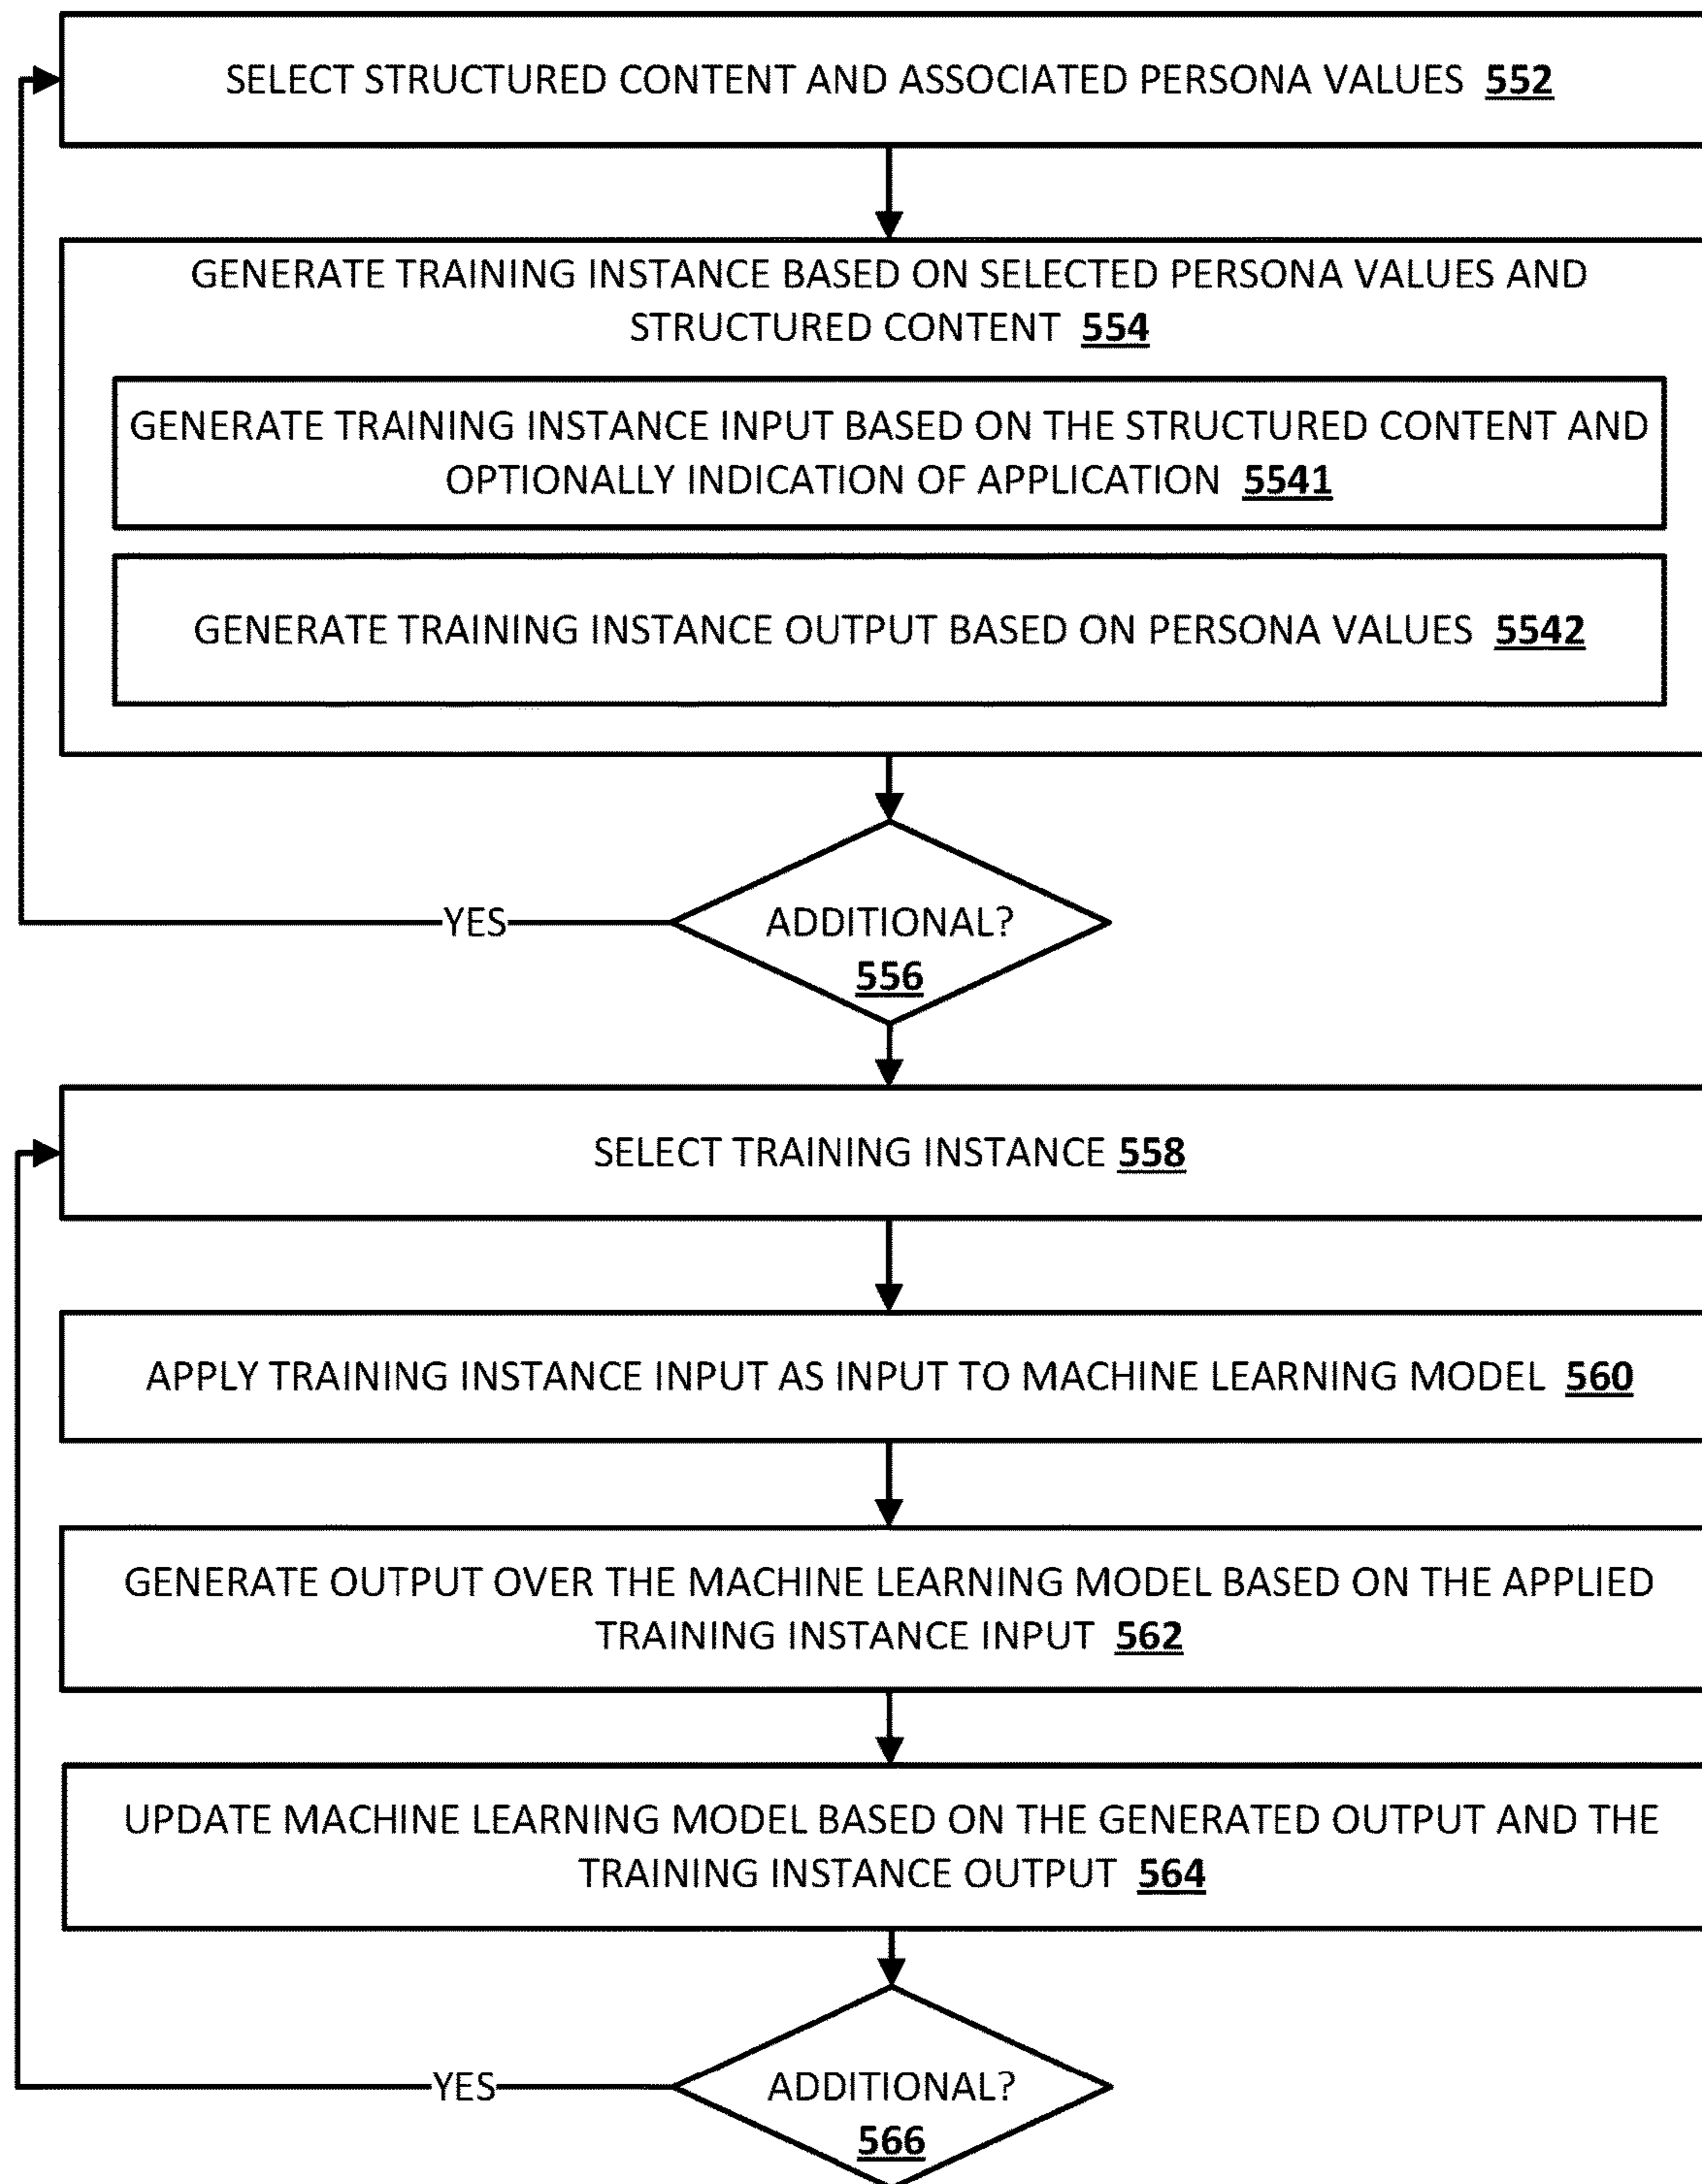 SELECT STRUCTURED CONTENT AND ASSOCIATED PERSONA VALUES 552
GENERATE TRAINING INSTANCE BASED ON SELECTED PERSONA VALUES AND
STRUCTURED CONTENT 554
GENERATE TRAINING INSTANCE INPUT BASED ON THE STRUCTURED CONTENT AND
OPTIONALLY INDICATION OF APPLICATION 5541
GENERATE TRAINING INSTANCE OUTPUT BASED ON PERSONA VALUES 5542
YES
ADDITIONAL?
556
SELECT TRAINING INSTANCE 558
APPLY TRAINING INSTANCE INPUT AS INPUT TO MACHINE LEARNING MODEL 560
GENERATE OUTPUT OVER THE MACHINE LEARNING MODEL BASED ON THE APPLIED
TRAINING INSTANCE INPUT 562
UPDATE MACHINE LEARNING MODEL BASED ON THE GENERATED OUTPUT AND THE
TRAINING INSTANCE OUTPUT 564
YES
ADDITIONAL?
566